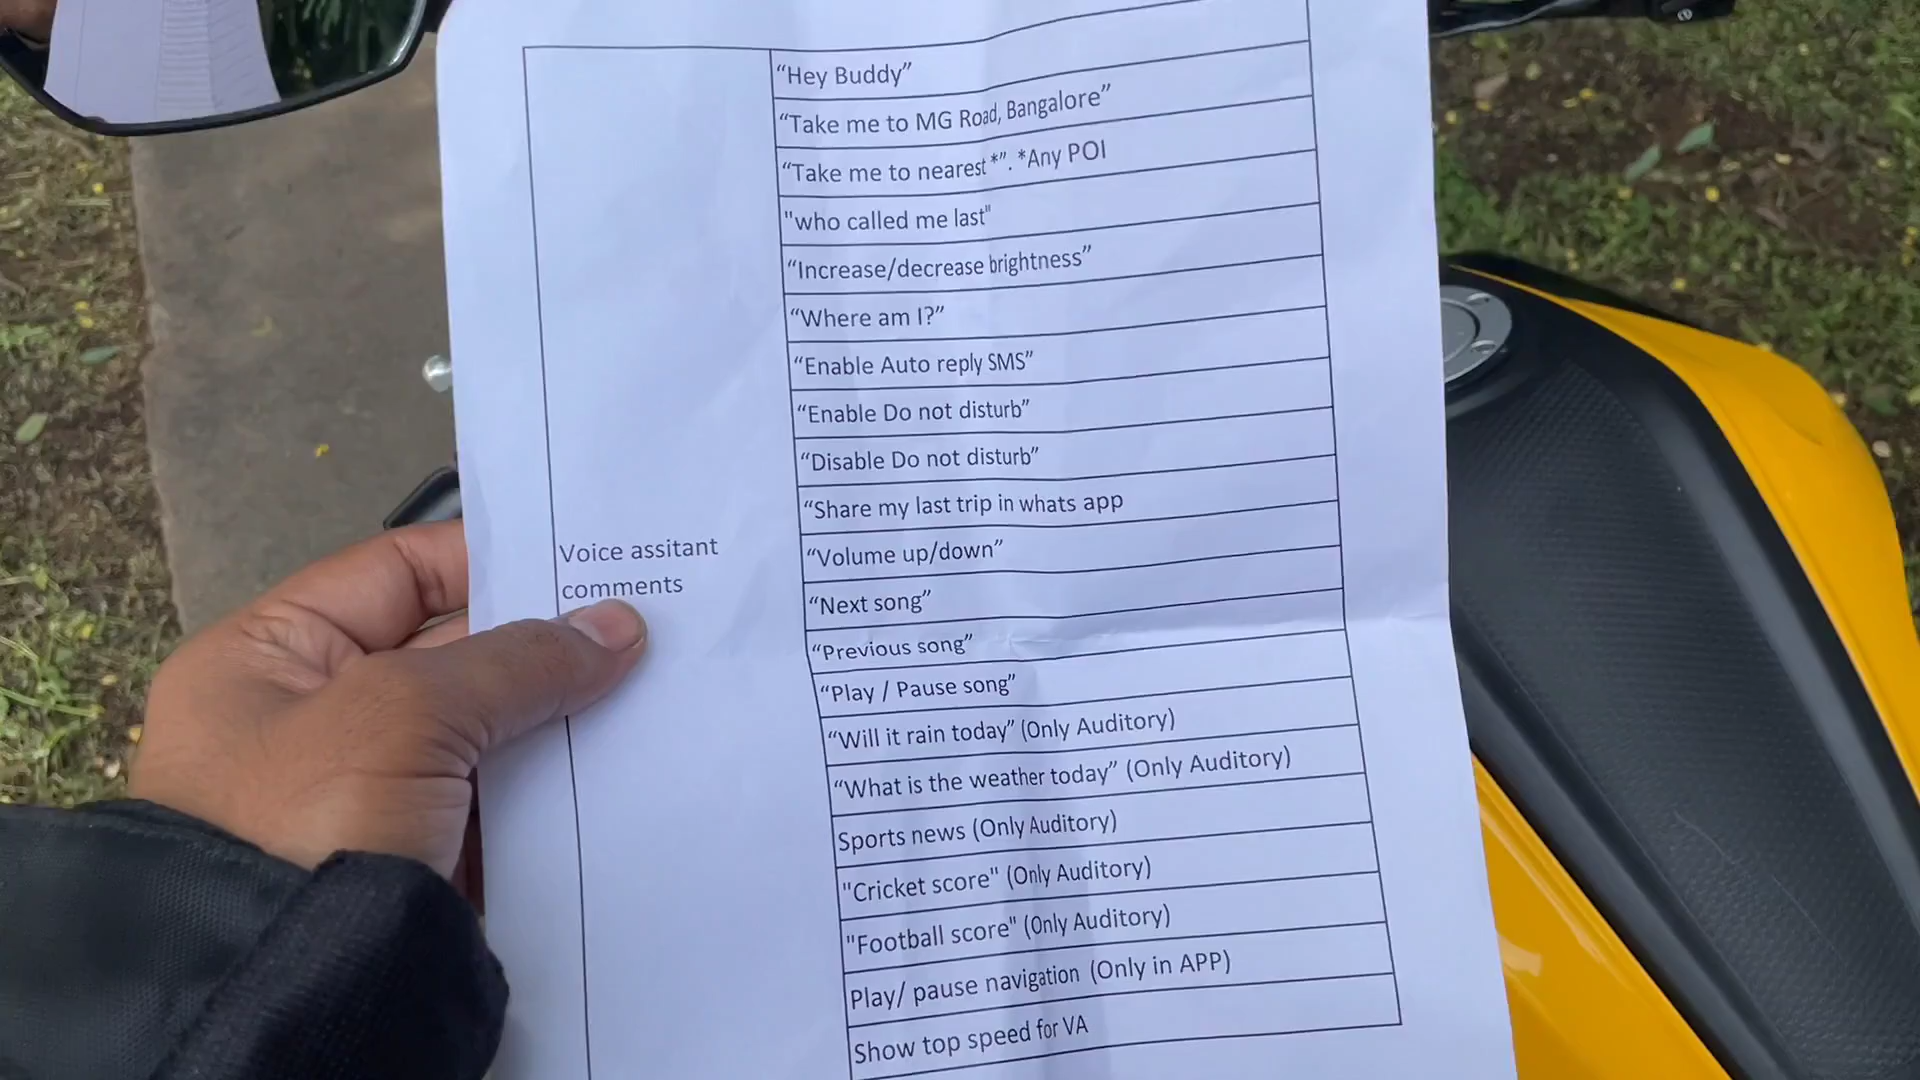 “Hey Buddy”
“Take me to MG Road, Bangalore”
“Take me to nearest *”. *Any POI
"who called me last"
“Increase/decrease brightness”
“Where am I?”
“Enable Auto reply SMS”
“Enable Do not disturb”
“Disable Do not disturb”
“Share my last trip in whats app
Voice assitant
comments
“Volume up/down”
“Next song”
“Previous song”
“Play / Pause song”
“Will it rain today” (Only Auditory)
“What is the weather today” (Only Auditory)
Sports news (Only Auditory)
"Cricket score" (Only Auditory)
"Football score" (Only Auditory)
Play/ pause navigation (Only in APP)
Show top speed for VA